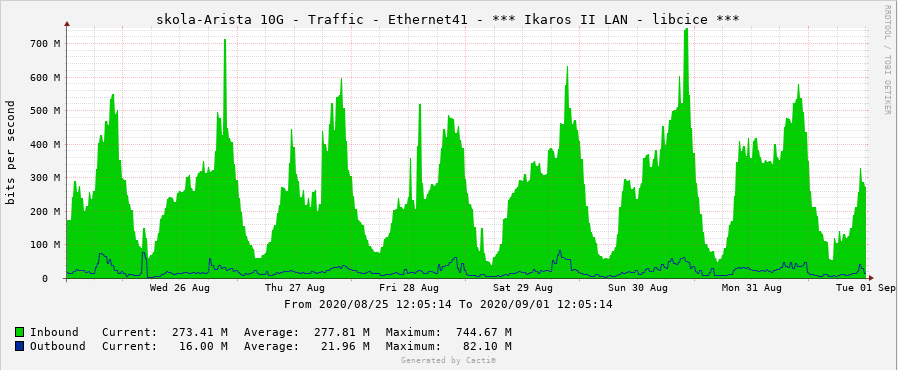 skola-Arista 10G - Traffic - Ethernet41 - *** Ikaros II LAN - libcice ***
RRDTOOL / TOBI OETIKER
bits per second
700 M
600 M
500 M
400 M
300 M
200 M
100 M
0
Wed 26 Aug Thu 27 Aug Fri 28 Aug Sat 29 Aug Sun 30 Aug Mon 31 Aug Tue 01 Sep
From 2020/08/25 12:05:14 To 2020/09/01 12:05:14
Inbound Current: 273.41 M Average: 277.81 M Maximum: 744.67 M
Outbound Current: 16.00 M Average: 21.96 M Maximum: 82.10 M
Generated by Cacti®